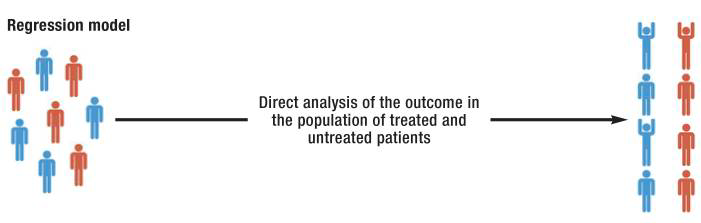 Regression model
Direct analysis of the outcome in
the population of treated and
untreated patients